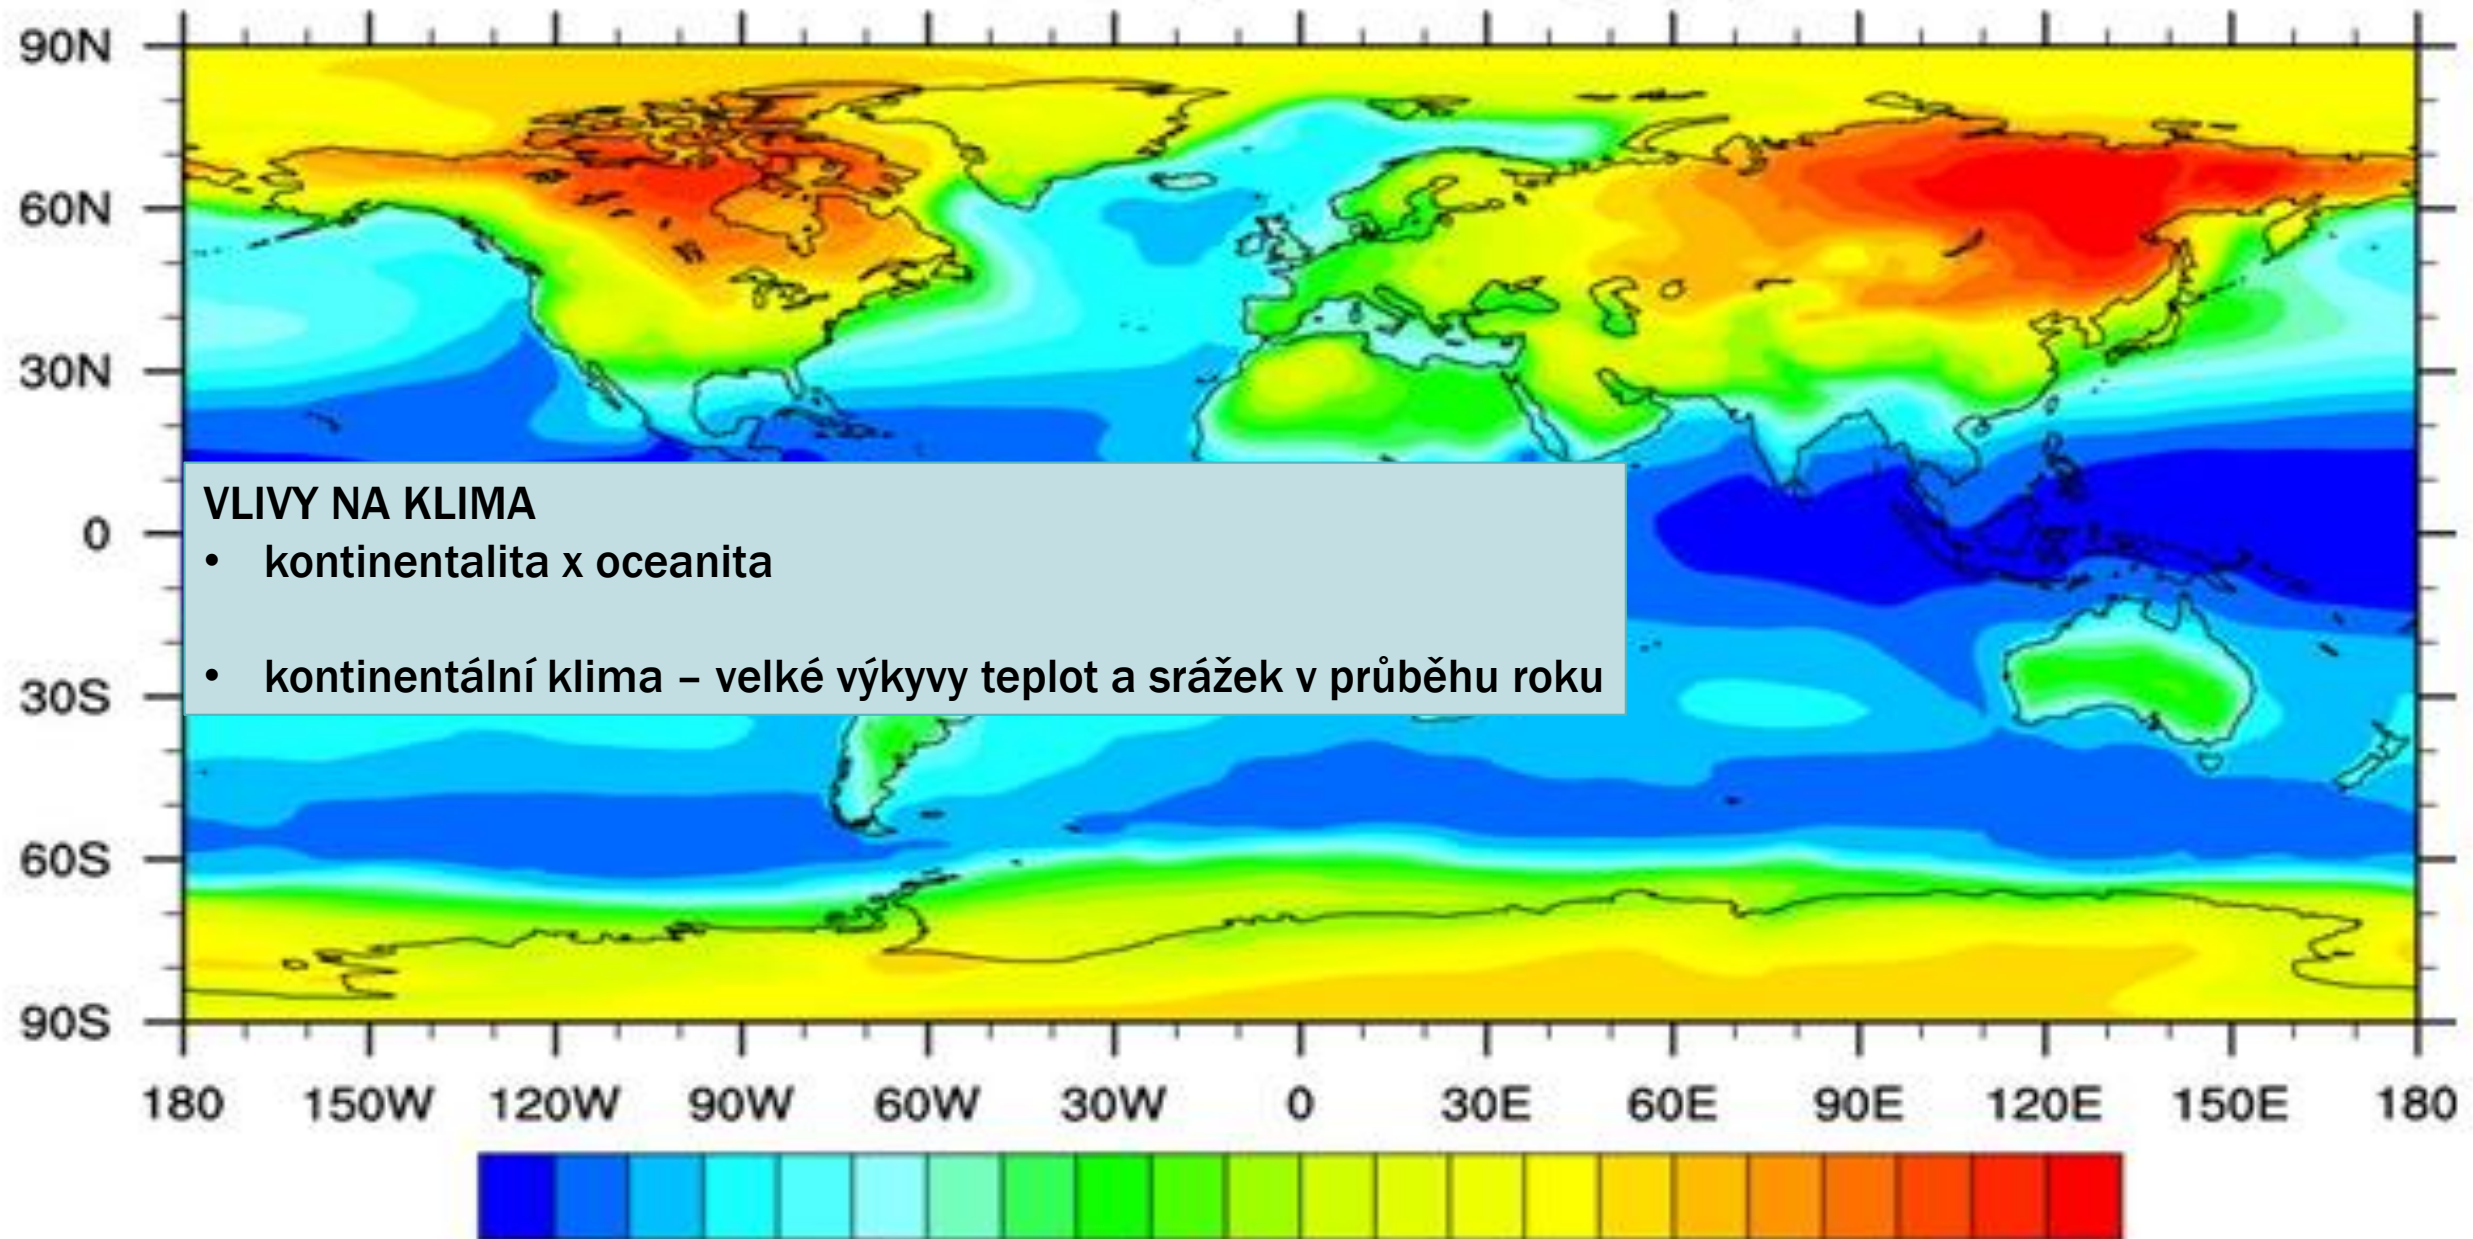 90N
60N
30N
0
30S
60S
90S
VLIVY NA KLIMA
• kontinentalita x oceanita
• kontinentální klima – velké výkyvy teplot a srážek v průběhu roku
180 150W 120W 90W 60W 30W 0 30E 60E 90E 120E 150E 180